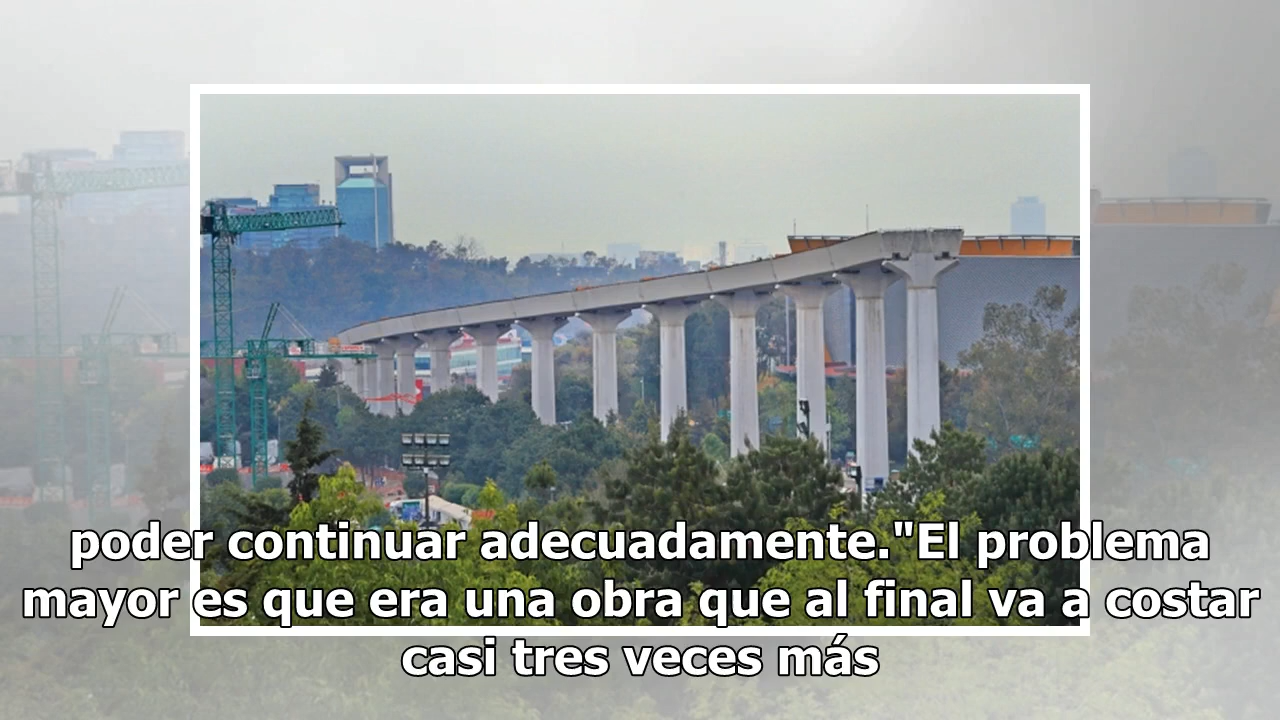 poder continuar adecuadamente."El problema
mayor es que era una obra que al final va a costar
casi tres veces más